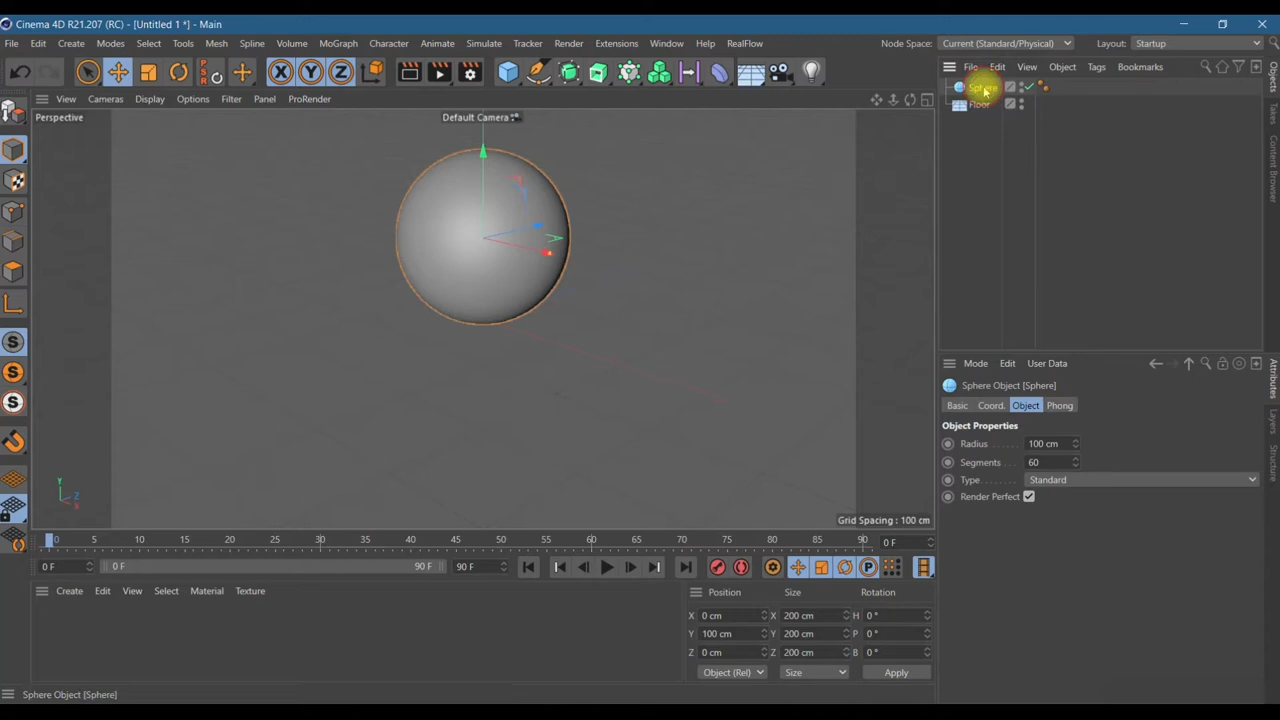 Cinema 4D R21.207 (RC) - [Untitled 1 *] - Main
File Edit Create Modes Select Tools Mesh Spline Volume MoGraph Character Animate Simulate Tracker Render Extensions Window Help RealFlow Node Space: Current (Standard/Physical) Layout: Startup
X Y Z
P
S
R
File Edit View Object Tags Bookmarks
View Cameras Display Options Filter Panel ProRender
Perspective
Default Camera
Sphere
Floor
Objects
Takes
Content Browser
Attributes
Layers
Structure
S
S
S
Y
Z
X
Grid Spacing : 100 cm
Mode Edit User Data
Sphere Object [Sphere]
Basic Coord. Object Phong
Object Properties
Radius 100 cm
Segments 60
Type Standard
Render Perfect
0 5 10 15 20 25 30 35 40 45 50 55 60 65 70 75 80 85 90 0 F
0 F 0 F 90 F 90 F P
Create Edit View Select Material Texture
Position Size Rotation
X 0 cm X 200 cm H 0 °
Y 100 cm Y 200 cm P 0 °
Z 0 cm Z 200 cm B 0 °
Object (Rel) Size Apply
Sphere Object [Sphere]